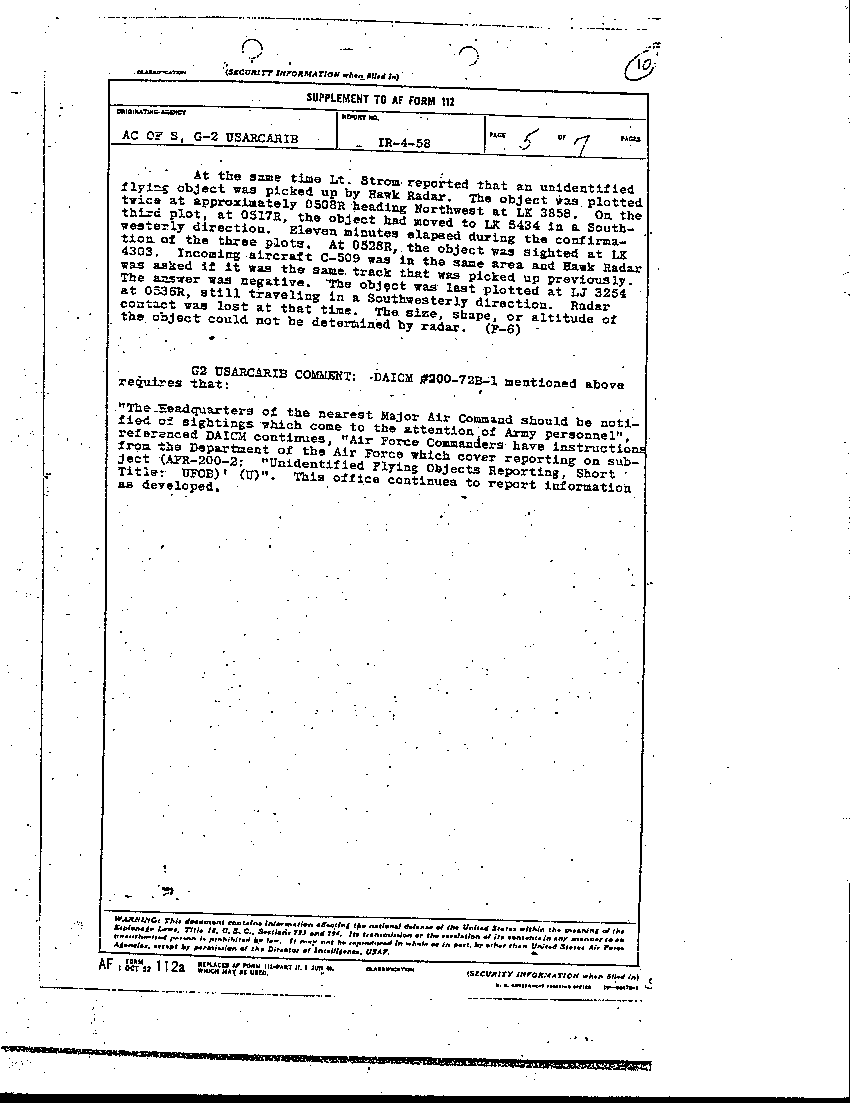 10
CLASSIFICATION (SECURITY INFORMATION when filled in)
SUPPLEMENT TO AF FORM 112
ORIGINATING AGENCY
REPORT NO.
AC OF S, G-2 USARCARIB
IR-4-58
PAGE 5 OF 7 PAGES
At the same time Lt. Strom reported that an unidentified
flying object was picked up by Hawk Radar. The object was plotted
twice at approximately 0508R heading Northwest at LK 3858. On the
third plot, at 0517R, the object had moved to LK 5434 in a South-
westerly direction. Eleven minutes elapsed during the confirma-
tion of the three plots. At 0528R, the object was sighted at LK
4303. Incoming aircraft C-509 was in the same area and Hawk Radar
was asked if it was the same track that was picked up previously.
The answer was negative. The object was last plotted at LJ 3254
at 0536R, still traveling in a Southwesterly direction. Radar
contact was lost at that time. The size, shape, or altitude of
the object could not be determined by radar. (F-6)
G2 USARCARIB COMMENT: DAICM #200-72B-1 mentioned above
requires that:
"The Headquarters of the nearest Major Air Command should be noti-
fied of sightings which come to the attention of Army personnel",
referenced DAICM continues, "Air Force Commanders have instructions
from the Department of the Air Force which cover reporting on sub-
ject (AFR-200-2; "Unidentified Flying Objects Reporting, Short
Title: UFOB)' (U)". This office continues to report information
as developed.
WARNING: This document contains information affecting the national defense of the United States within the meaning of the
Espionage Laws, Title 18, U. S. C., Sections 793 and 794. Its transmission or the revelation of its contents in any manner to an
unauthorized person is prohibited by law. It may not be reproduced in whole or in part, by other than United States Air Force
Agencies, except by permission of the Director of Intelligence, USAF.
AF FORM 1 OCT 52 112a REPLACES AF FORM 112-PART II, 1 JUN 48,
WHICH MAY BE USED.
CLASSIFICATION
(SECURITY INFORMATION when filled in)
U. S. GOVERNMENT PRINTING OFFICE